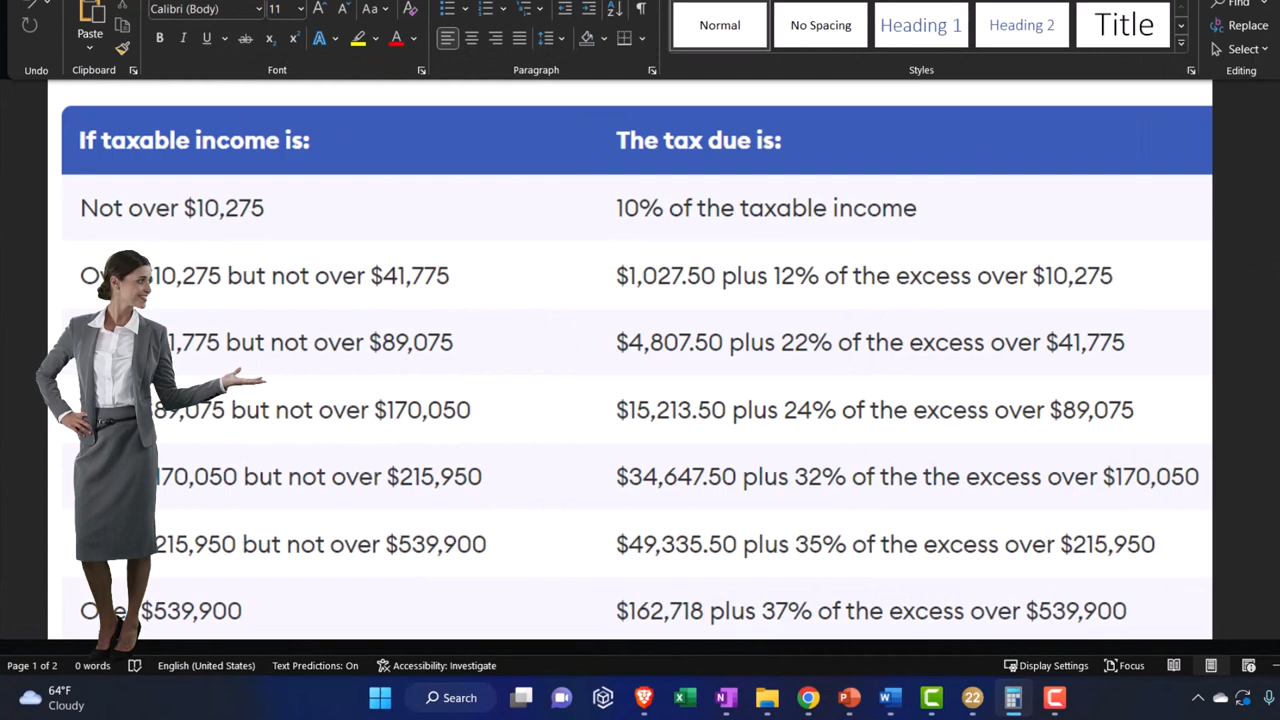 Calibri (Body) 11 A A Aa A
Normal No Spacing Heading 1 Heading 2 Title
Find
Replace
Select
Paste
B I U A A
Undo Clipboard Font Paragraph Styles Editing
If taxable income is: The tax due is:
Not over $10,275 10% of the taxable income
$10,275 but not over $41,775 $1,027.50 plus 12% of the excess over $10,275
1,775 but not over $89,075 $4,807.50 plus 22% of the excess over $41,775
89,075 but not over $170,050 $15,213.50 plus 24% of the excess over $89,075
170,050 but not over $215,950 $34,647.50 plus 32% of the the excess over $170,050
215,950 but not over $539,900 $49,335.50 plus 35% of the excess over $215,950
Over $539,900 $162,718 plus 37% of the excess over $539,900
Page 1 of 2 0 words English (United States) Text Predictions: On Accessibility: Investigate Display Settings Focus
64°F
Cloudy
Search
22